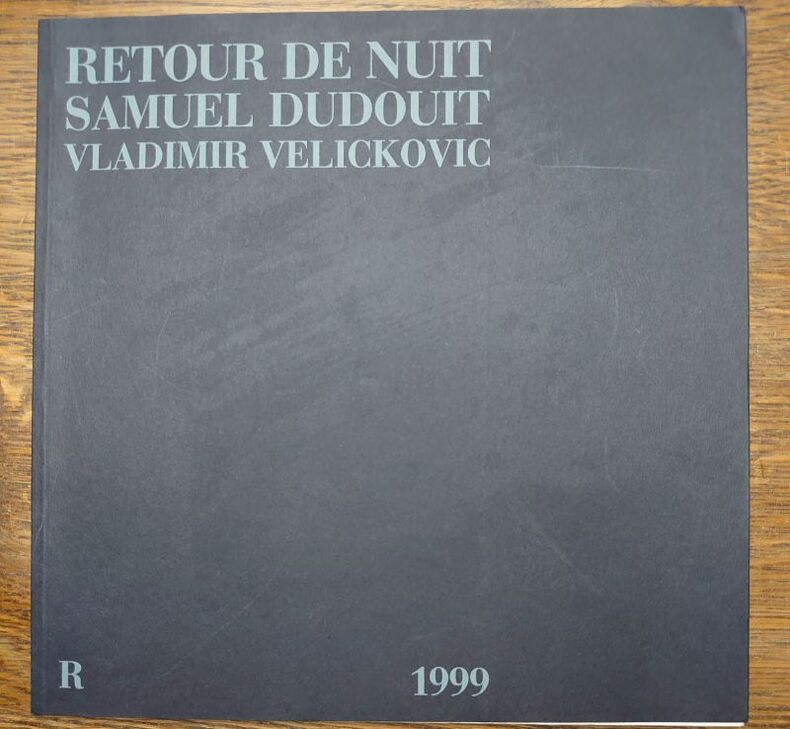 RETOUR DE NUIT
SAMUEL DUDOUIT
VLADIMIR VELICKOVIC
R 1999